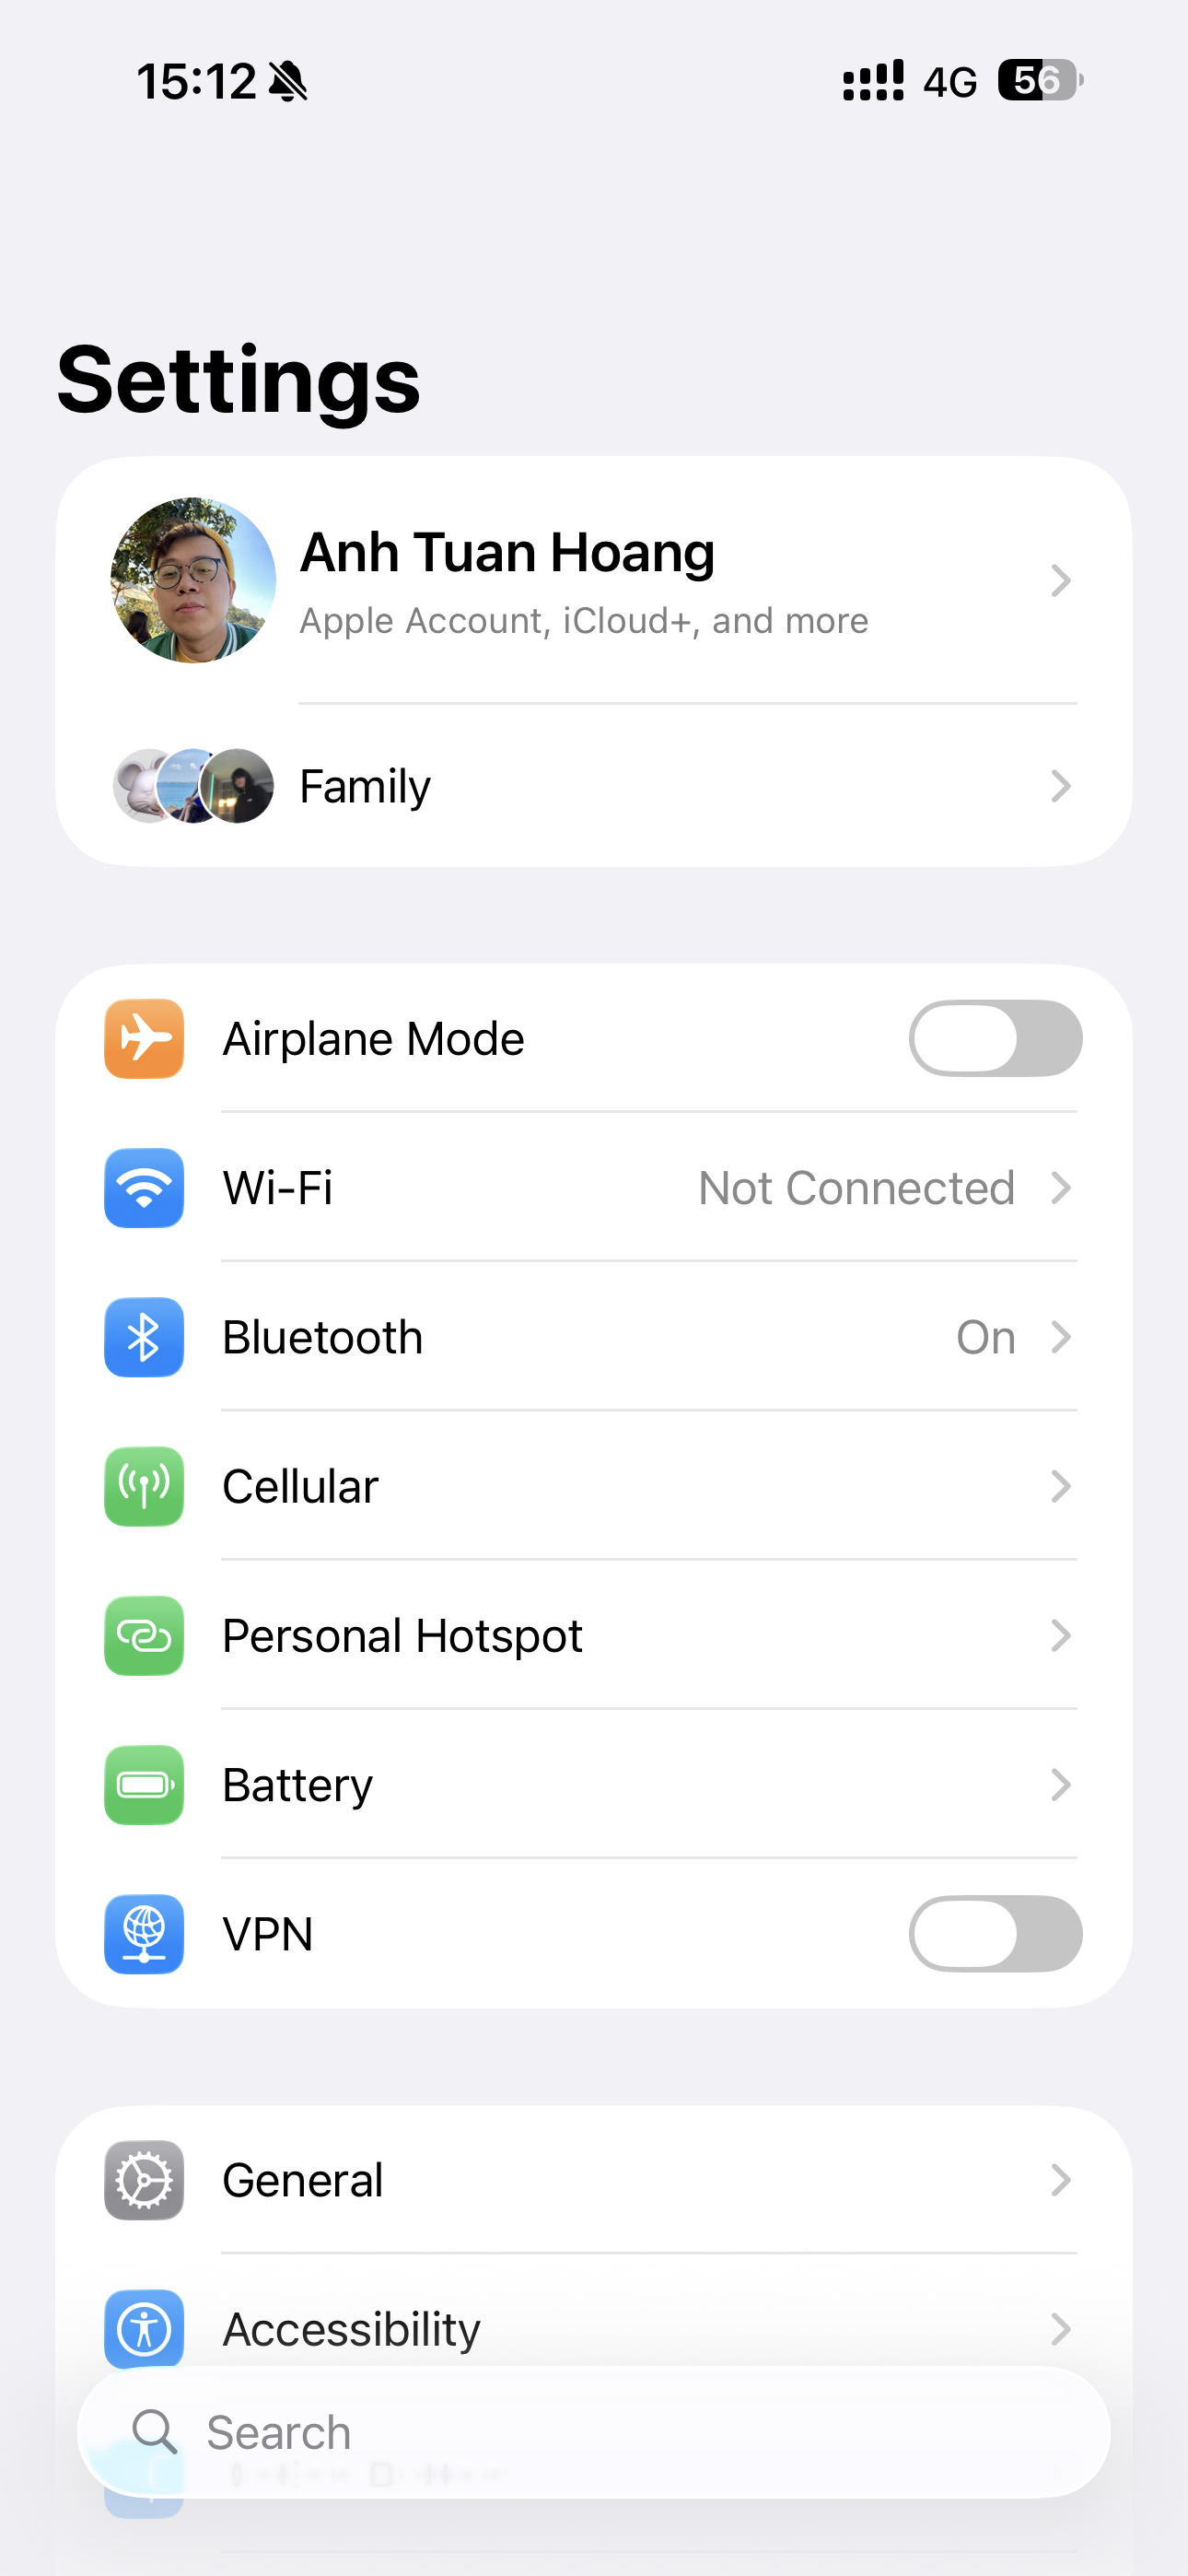 15:12 4G 56
Settings
Anh Tuan Hoang
Apple Account, iCloud+, and more
Family
Airplane Mode
Wi-Fi Not Connected
Bluetooth On
Cellular
Personal Hotspot
Battery
VPN
General
Accessibility
Search